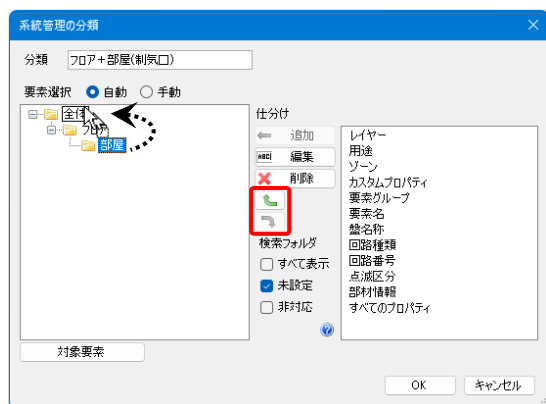 系統管理の分類
分類 フロア+部屋(制気口)
要素選択 自動 手動
全体
フロア
部屋
仕分け
追加
ABC 編集
削除
検索フォルダ
すべて表示
未設定
非対応
レイヤー
用途
ゾーン
カスタムプロパティ
要素グループ
要素名
盤名称
回路種類
回路番号
点滅区分
部材情報
すべてのプロパティ
対象要素
OK キャンセル